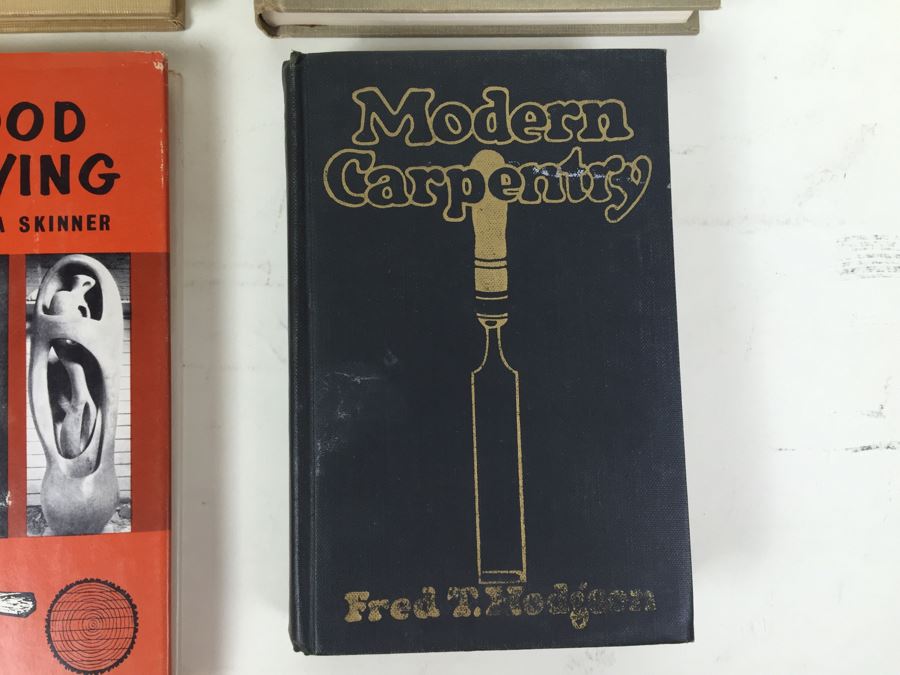 OOD
VING
A SKINNER
Modern
Carpentry
Fred T. Hodgson